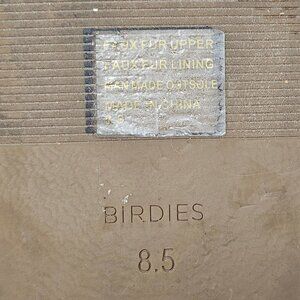 FAUX FUR UPPER
FAUX FUR LINING
MAN MADE OUTSOLE
MADE IN CHINA
BIRDIES
8.5